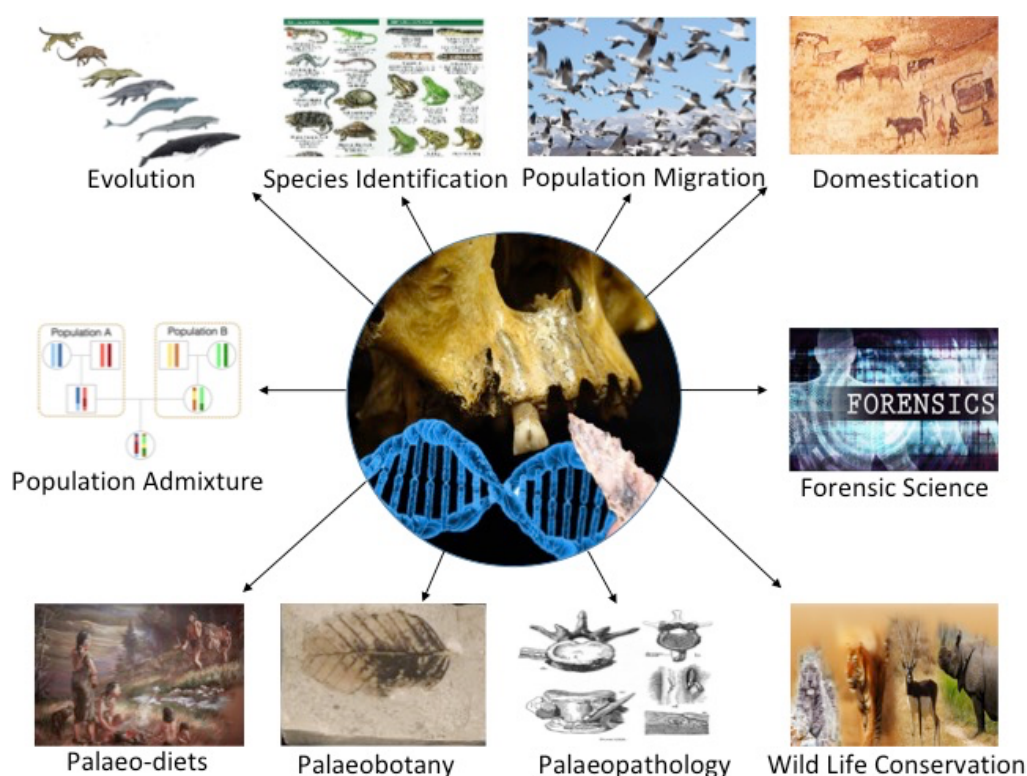 Evolution
Species Identification
Population Migration
Domestication
Population A
Population B
Population Admixture
FORENSICS
Forensic Science
Palaeo-diets
Palaeobotany
Palaeopathology
Wild Life Conservation